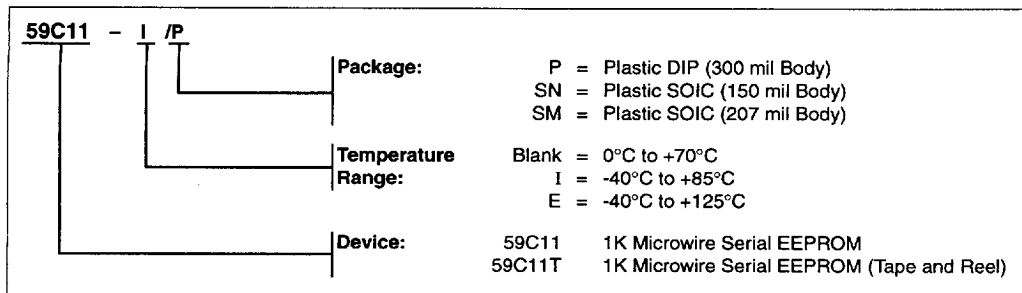 59C11 – I /P
Package: P = Plastic DIP (300 mil Body)
SN = Plastic SOIC (150 mil Body)
SM = Plastic SOIC (207 mil Body)
Temperature Blank = 0°C to +70°C
Range: I = -40°C to +85°C
E = -40°C to +125°C
Device: 59C11 1K Microwire Serial EEPROM
59C11T 1K Microwire Serial EEPROM (Tape and Reel)